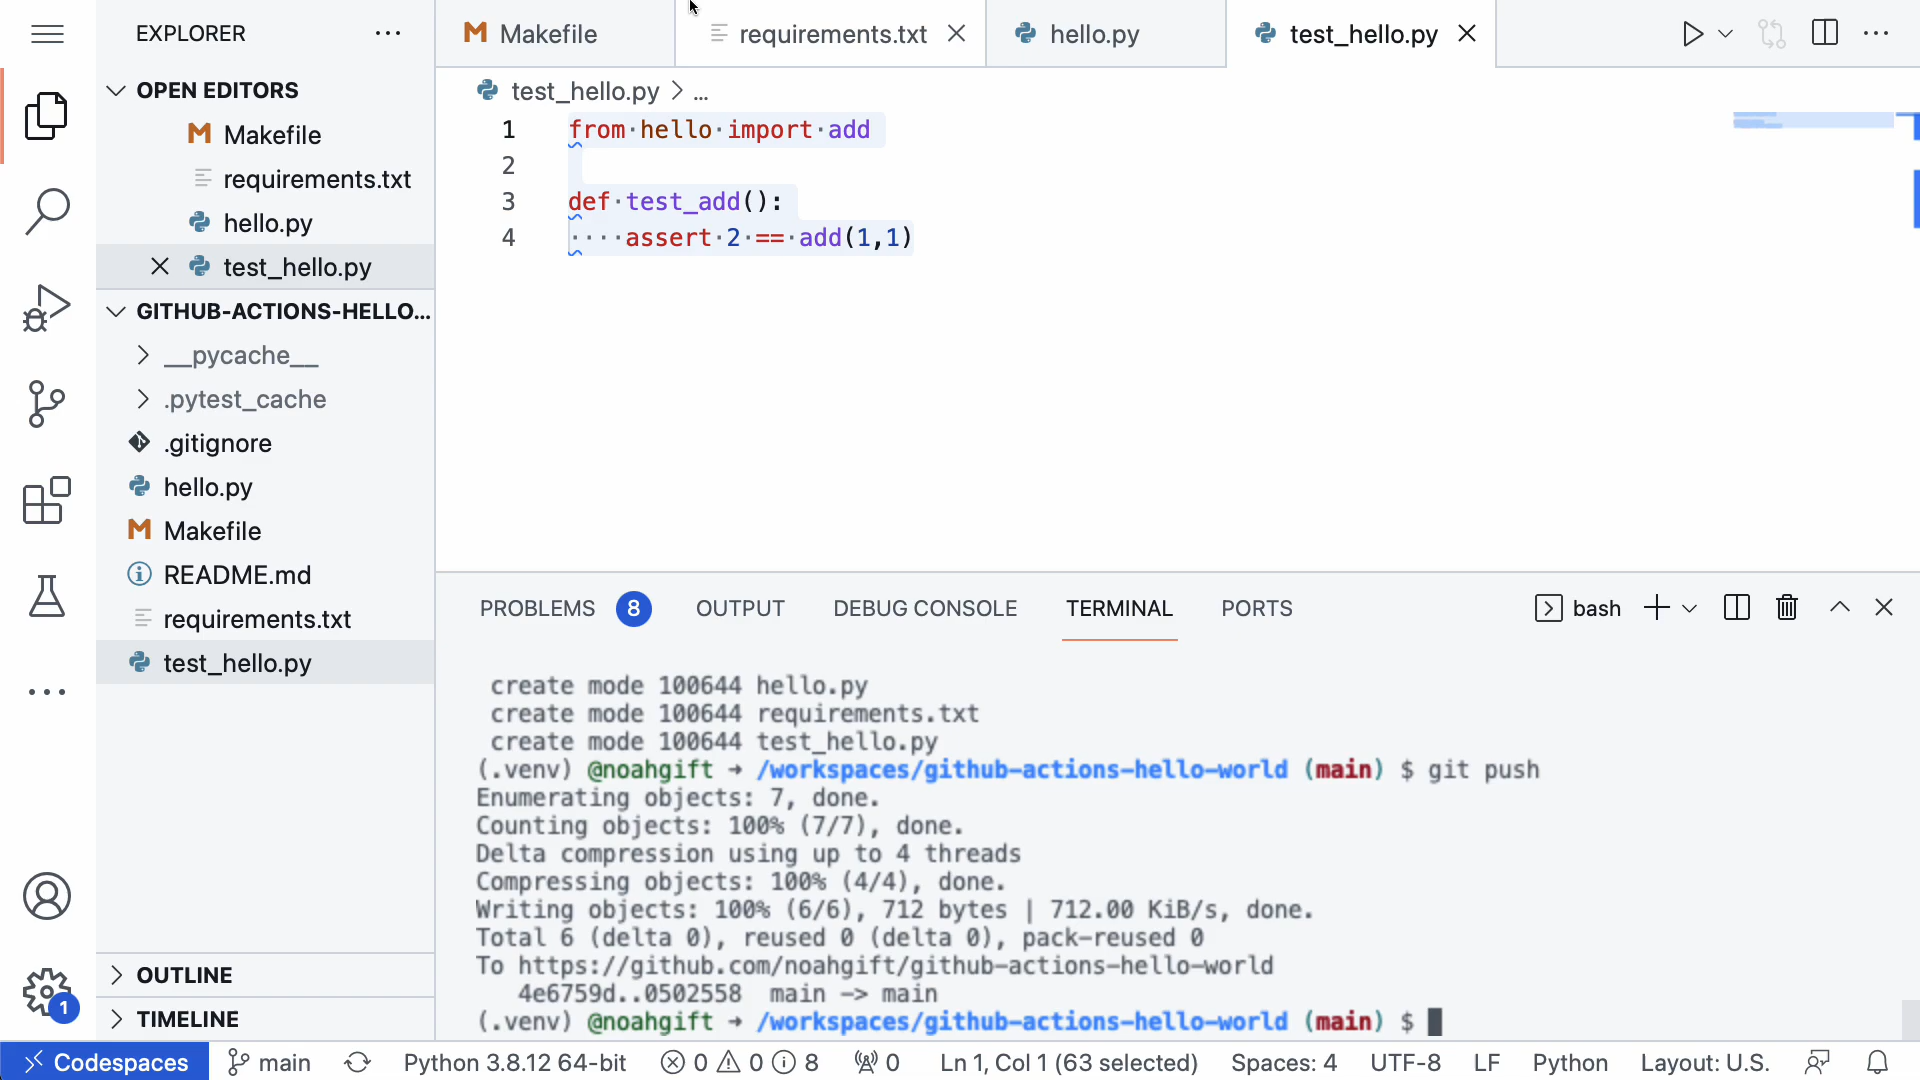 EXPLORER
OPEN EDITORS
Makefile
requirements.txt
hello.py
test_hello.py
GITHUB-ACTIONS-HELLO...
__pycache__
.pytest_cache
.gitignore
hello.py
Makefile
README.md
requirements.txt
test_hello.py
OUTLINE
TIMELINE
1
Makefile
requirements.txt
hello.py
test_hello.py
test_hello.py > ...
1 from·hello·import·add
2
3 def·test_add():
4 ····assert·2·==·add(1,1)
PROBLEMS 8 OUTPUT DEBUG CONSOLE TERMINAL PORTS
bash
create mode 100644 hello.py
create mode 100644 requirements.txt
create mode 100644 test_hello.py
(.venv) @noahgift ➜ /workspaces/github-actions-hello-world (main) $ git push
Enumerating objects: 7, done.
Counting objects: 100% (7/7), done.
Delta compression using up to 4 threads
Compressing objects: 100% (4/4), done.
Writing objects: 100% (6/6), 712 bytes | 712.00 KiB/s, done.
Total 6 (delta 0), reused 0 (delta 0), pack-reused 0
To https://github.com/noahgift/github-actions-hello-world
4e6759d..0502558 main -> main
(.venv) @noahgift ➜ /workspaces/github-actions-hello-world (main) $
Codespaces main Python 3.8.12 64-bit 0 0 8 0 Ln 1, Col 1 (63 selected) Spaces: 4 UTF-8 LF Python Layout: U.S.